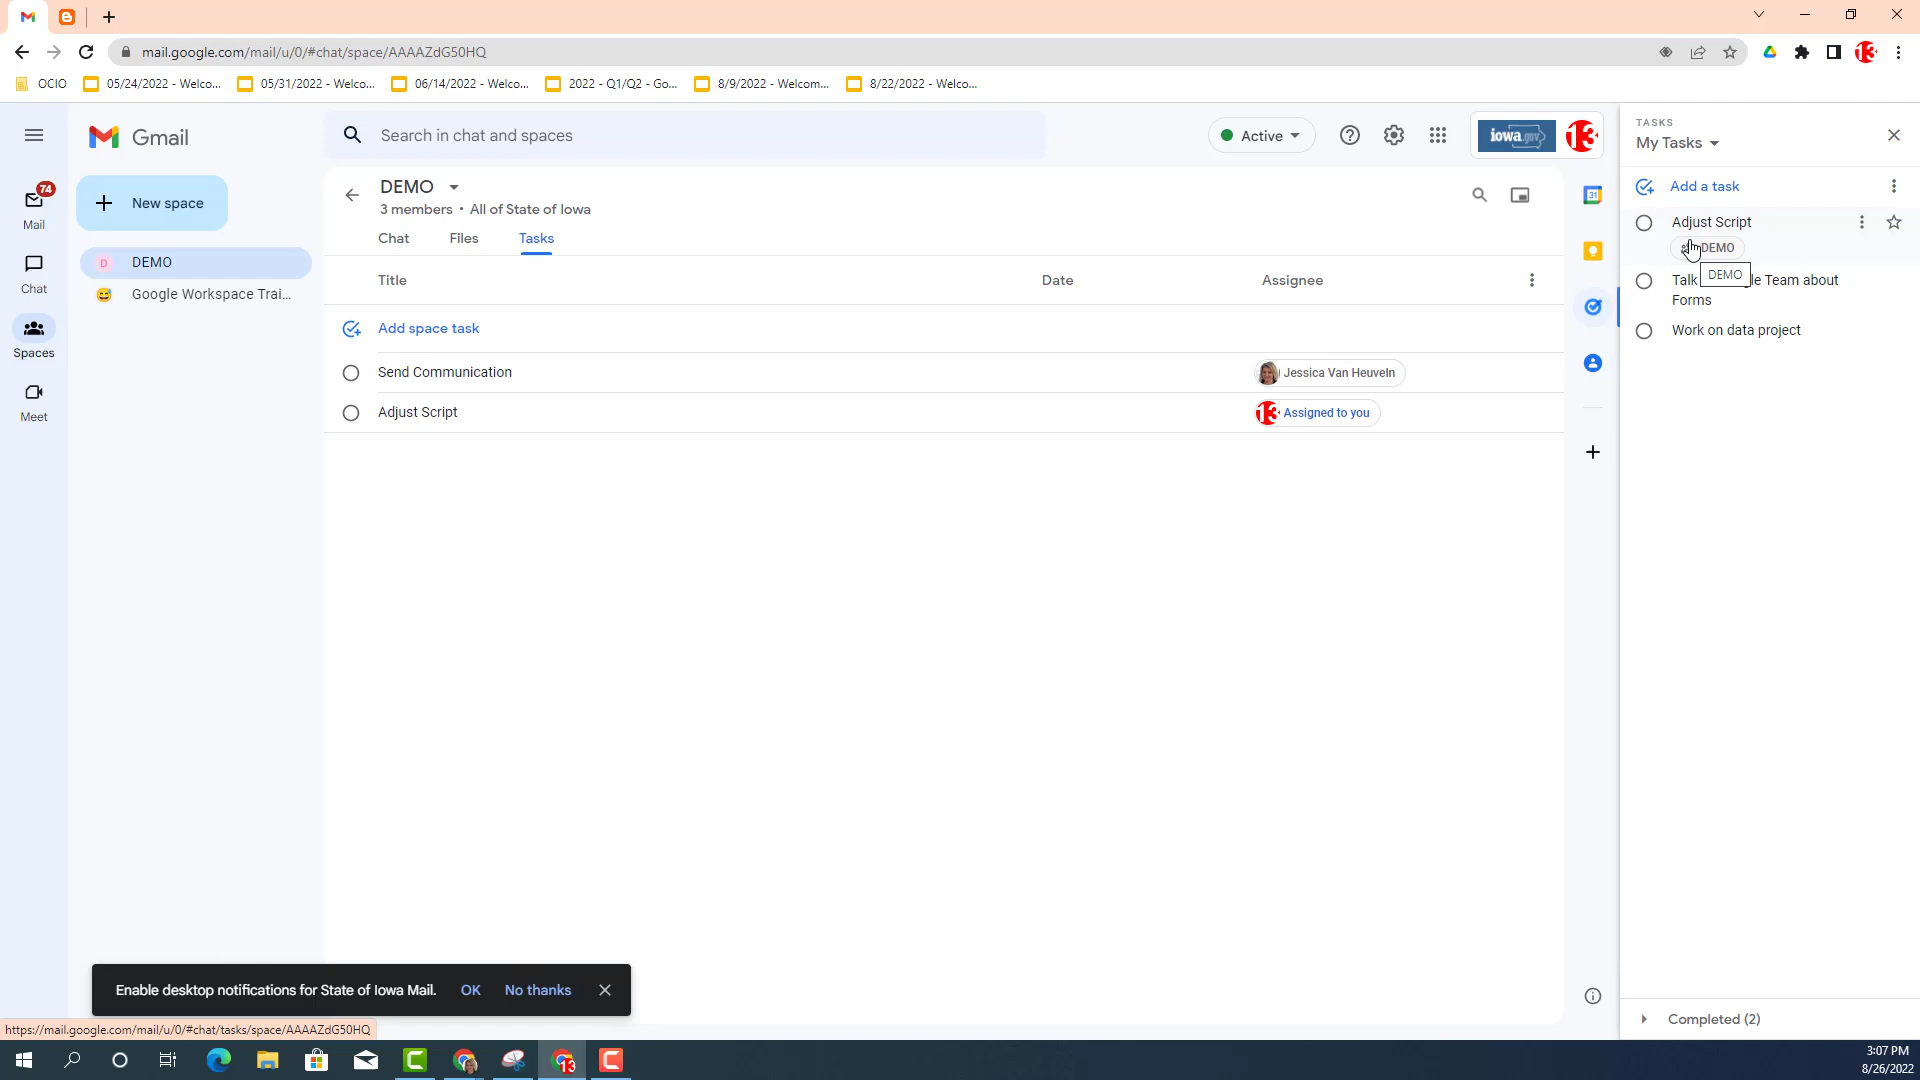 mail.google.com/mail/u/0/#chat/space/AAAAZdG50HQ
13
OCIO
05/24/2022 - Welco...
05/31/2022 - Welco...
06/14/2022 - Welco...
2022 - Q1/Q2 - Go...
8/9/2022 - Welcom...
8/22/2022 - Welco...
Gmail
Search in chat and spaces
Active
iowa.gov
13
TASKS
My Tasks
74
Mail
Chat
Spaces
Meet
New space
D DEMO
Google Workspace Trai...
DEMO
3 members • All of State of Iowa
Chat
Files
Tasks
Title
Date
Assignee
Add space task
Send Communication
Jessica Van Heuveln
Adjust Script
13 Assigned to you
31
Add a task
Adjust Script
DEMO
DEMO
Talk Team about
Forms
Work on data project
Completed (2)
Enable desktop notifications for State of Iowa Mail.
OK
No thanks
https://mail.google.com/mail/u/0/#chat/tasks/space/AAAAZdG50HQ
13
3:07 PM
8/26/2022